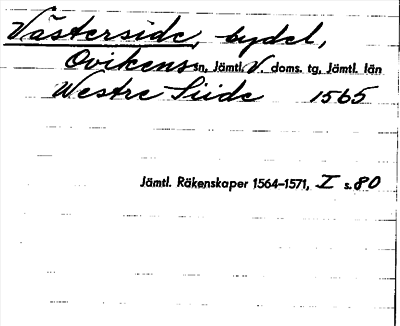 Västerside, bydel,
Ovikens sn, Jämtl. V. doms. tg, Jämtl. län
Westre Siide 1565
Jämtl. Räkenskaper 1564–1571, I s. 80